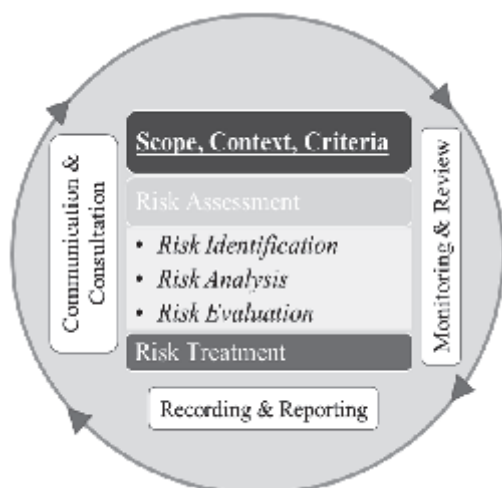 Scope, Context, Criteria
Risk Assessment
• Risk Identification
• Risk Analysis
• Risk Evaluation
Risk Treatment
Communication &
Consultation
Monitoring & Review
Recording & Reporting